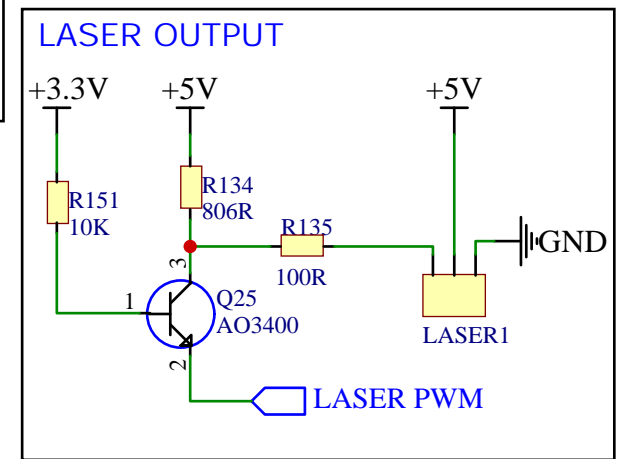 LASER OUTPUT
+3.3V
+5V
+5V
R151
10K
R134
806R
R135
100R
GND
3
1
Q25
AO3400
2
LASER1
LASER PWM